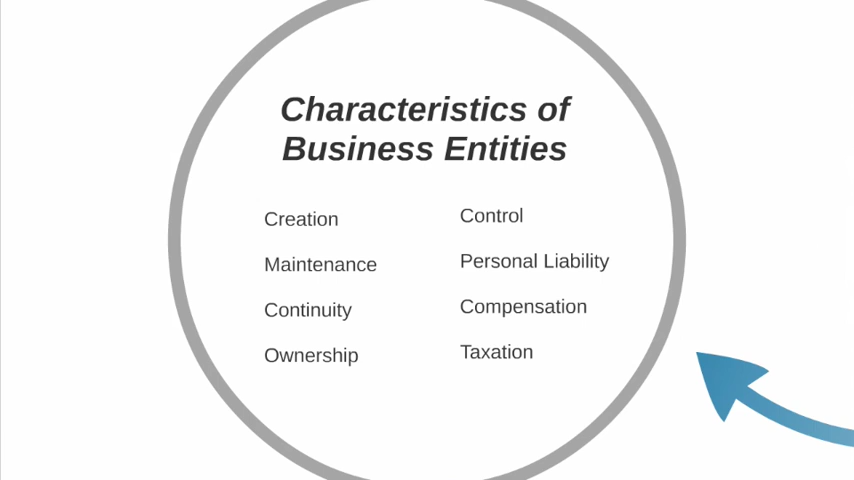 Characteristics of
Business Entities
Creation
Maintenance
Continuity
Ownership
Control
Personal Liability
Compensation
Taxation